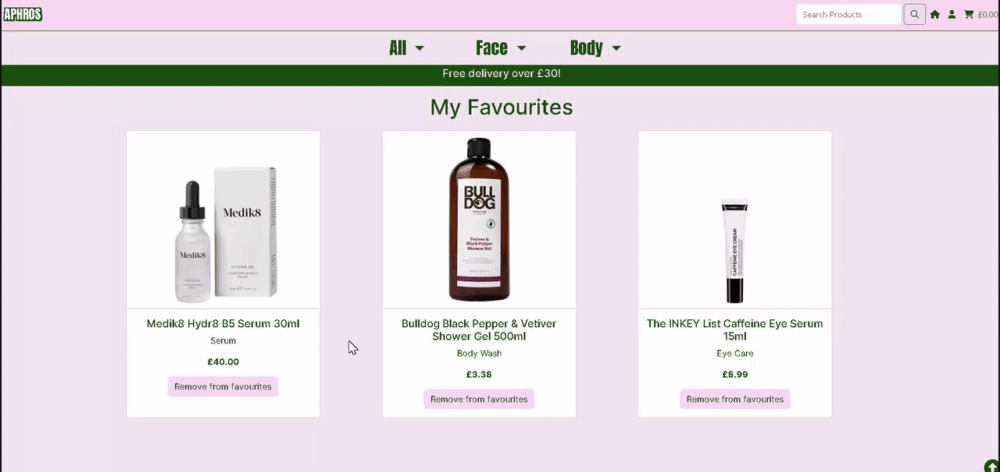 APHROS
Search Products
£0.00
All
Face
Body
Free delivery over £30!
My Favourites
Medik8
Medik8
HYDR8 B5
BULL
DOG
Vetiver &
Black Pepper
Shower Gel
CAFFEINE EYE CREAM
Medik8 Hydr8 B5 Serum 30ml
Serum
£40.00
Remove from favourites
Bulldog Black Pepper & Vetiver
Shower Gel 500ml
Body Wash
£3.38
Remove from favourites
The INKEY List Caffeine Eye Serum
15ml
Eye Care
£8.99
Remove from favourites